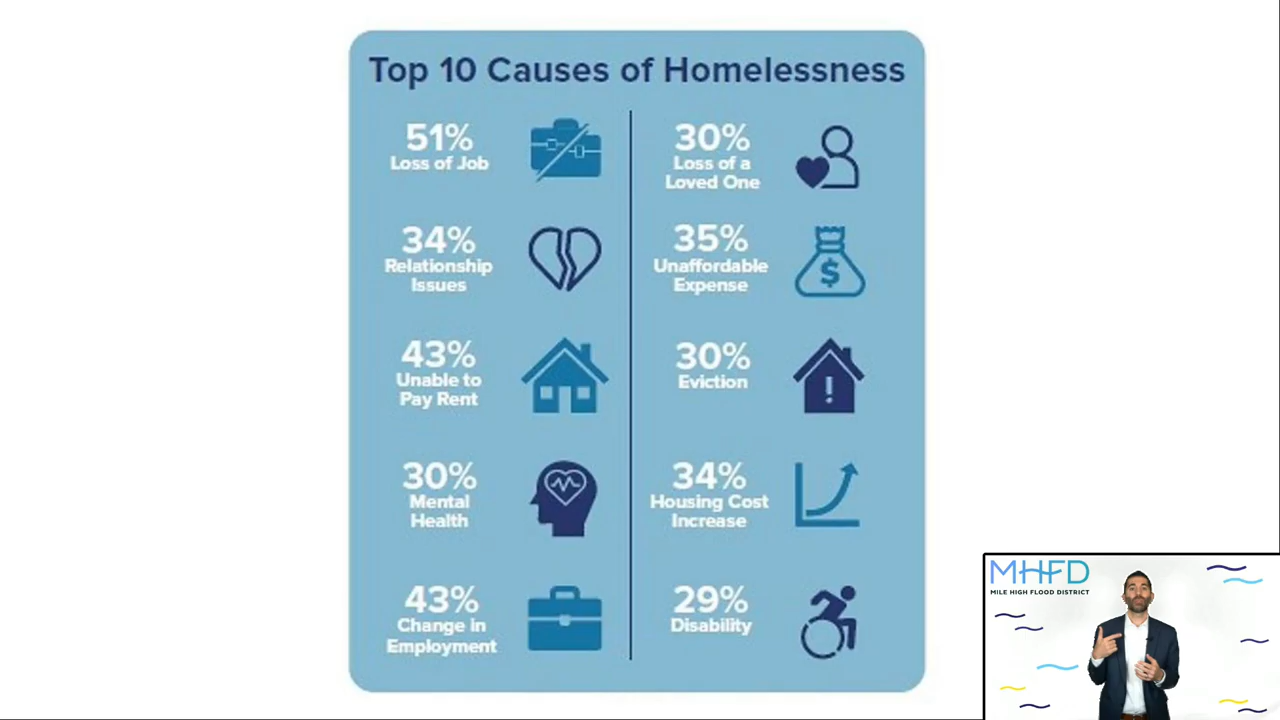 Top 10 Causes of Homelessness
51%
Loss of Job
34%
Relationship
Issues
43%
Unable to
Pay Rent
30%
Mental
Health
43%
Change in
Employment
30%
Loss of a
Loved One
35%
Unaffordable
Expense
$
30%
Eviction
!
34%
Housing Cost
Increase
29%
Disability
MHFD
MILE HIGH FLOOD DISTRICT